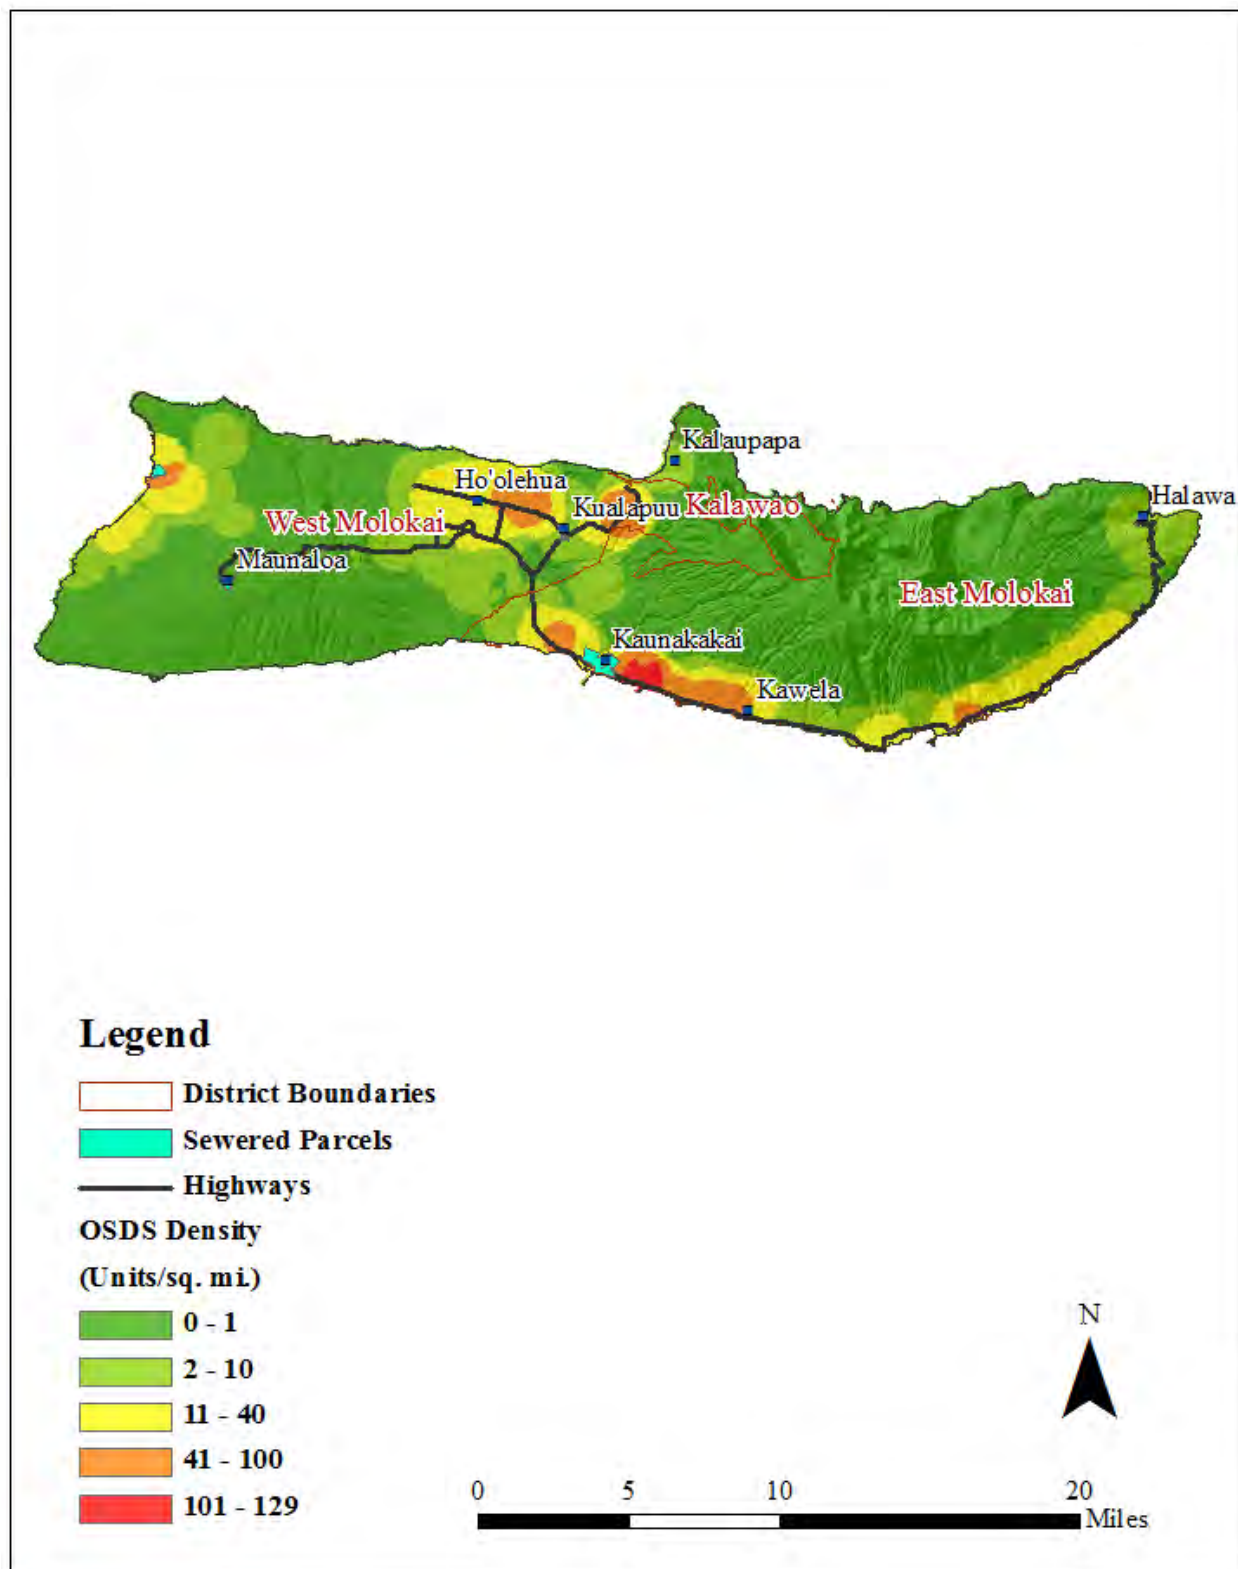 Kalaupapa
Ho'olehua
Halawa
Kualapuu
Kalawao
West Molokai
Maunaloa
East Molokai
Kaunakakai
Kawela
Legend
District Boundaries
Sewered Parcels
Highways
OSDS Density
(Units/sq. mi.)
0 - 1
2 - 10
11 - 40
41 - 100
101 - 129
N
0 5 10 20
Miles